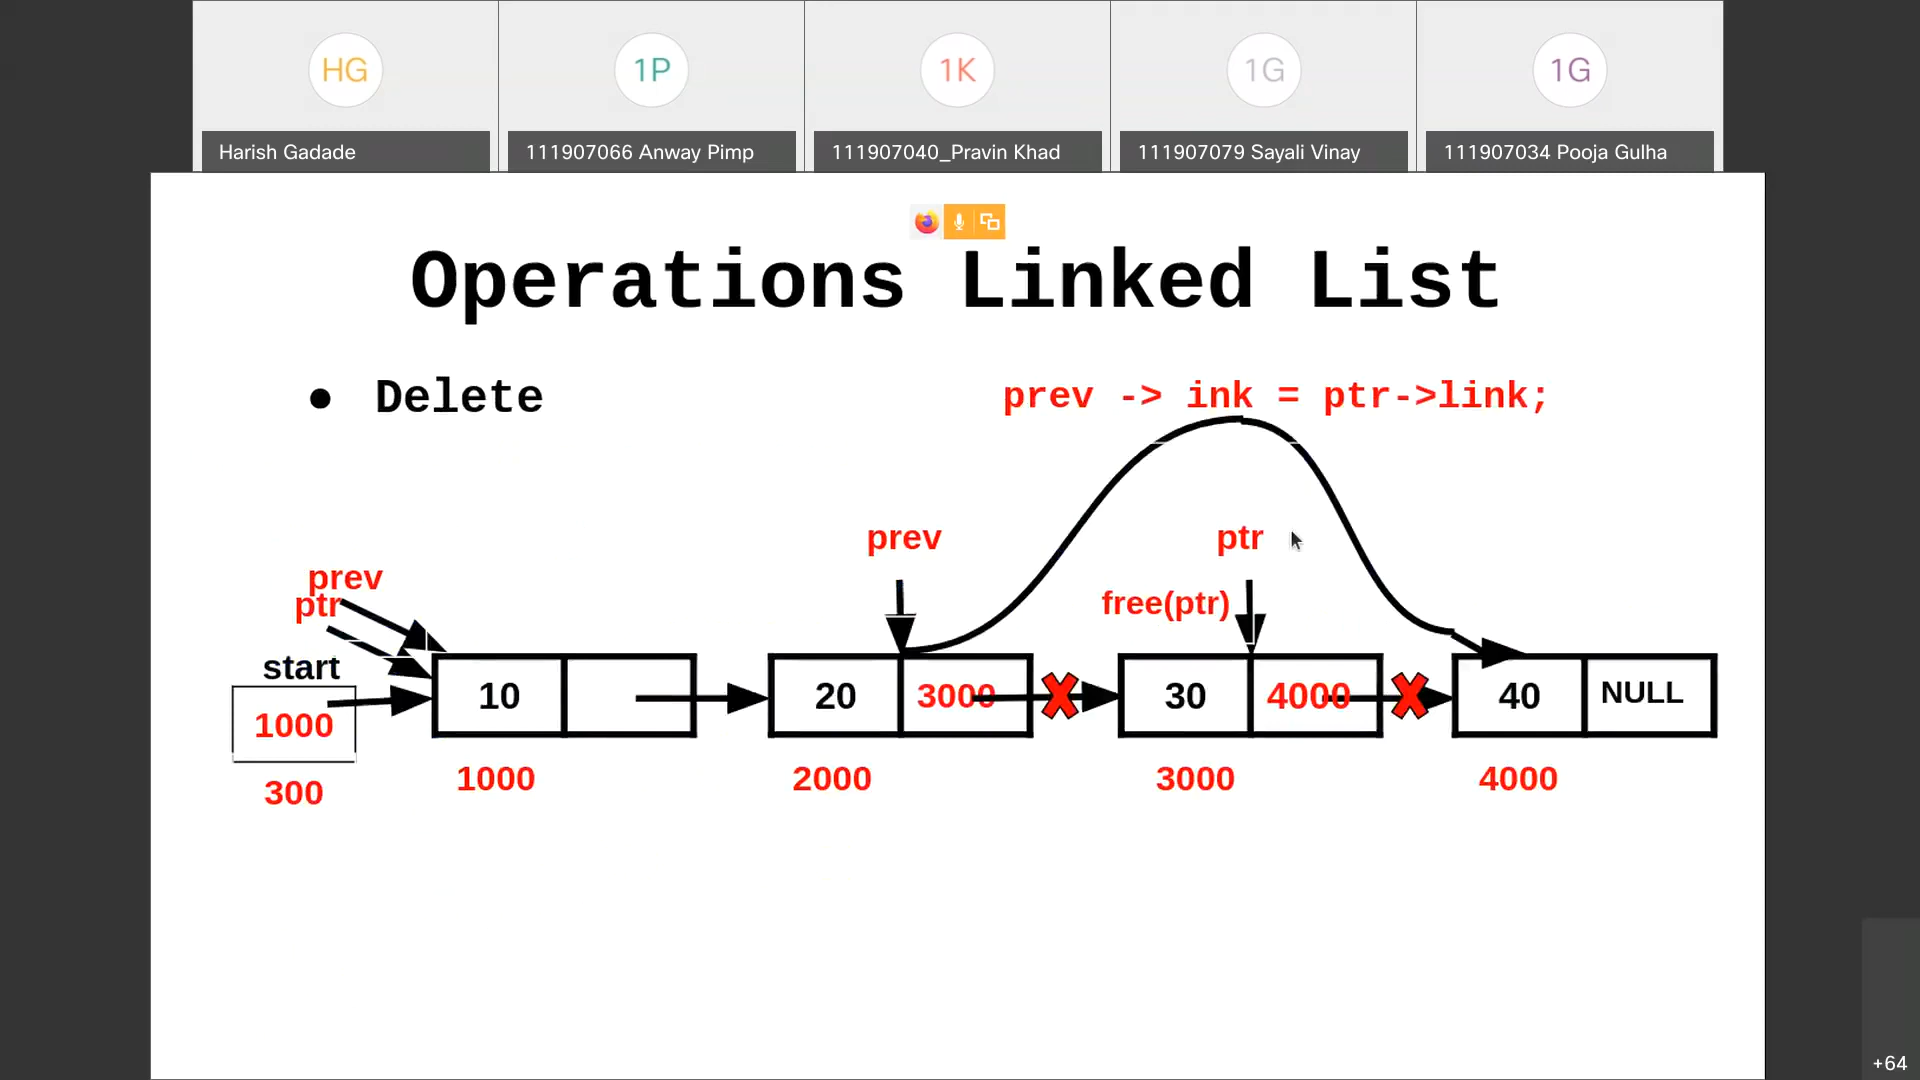 HG 1P 1K 1G 1G
Harish Gadade 111907066 Anway Pimp 111907040_Pravin Khad 111907079 Sayali Vinay 111907034 Pooja Gulha
Operations Linked List
● Delete
prev -> ink = ptr->link;
prev ptr
prev
ptr
free(ptr)
start
1000 10 20 3000 30 4000 40 NULL
300 1000 2000 3000 4000
+64